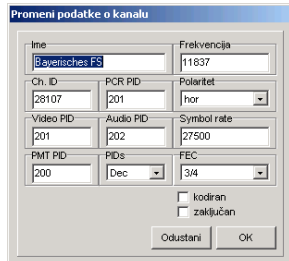 Promeni podatke o kanalu
Ime Frekvencija
Bayerisches FS 11837
Ch. ID PCR PID Polaritet
28107 201 hor
Video PID Audio PID Symbol rate
201 202 27500
PMT PID PIDs FEC
200 Dec 3/4
kodiran
zaključan
Odustani OK